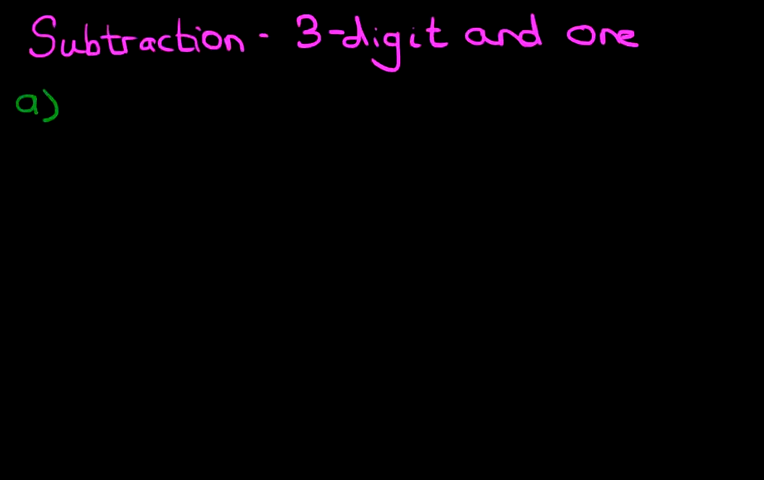 Subtraction - 3-digit and one
a)